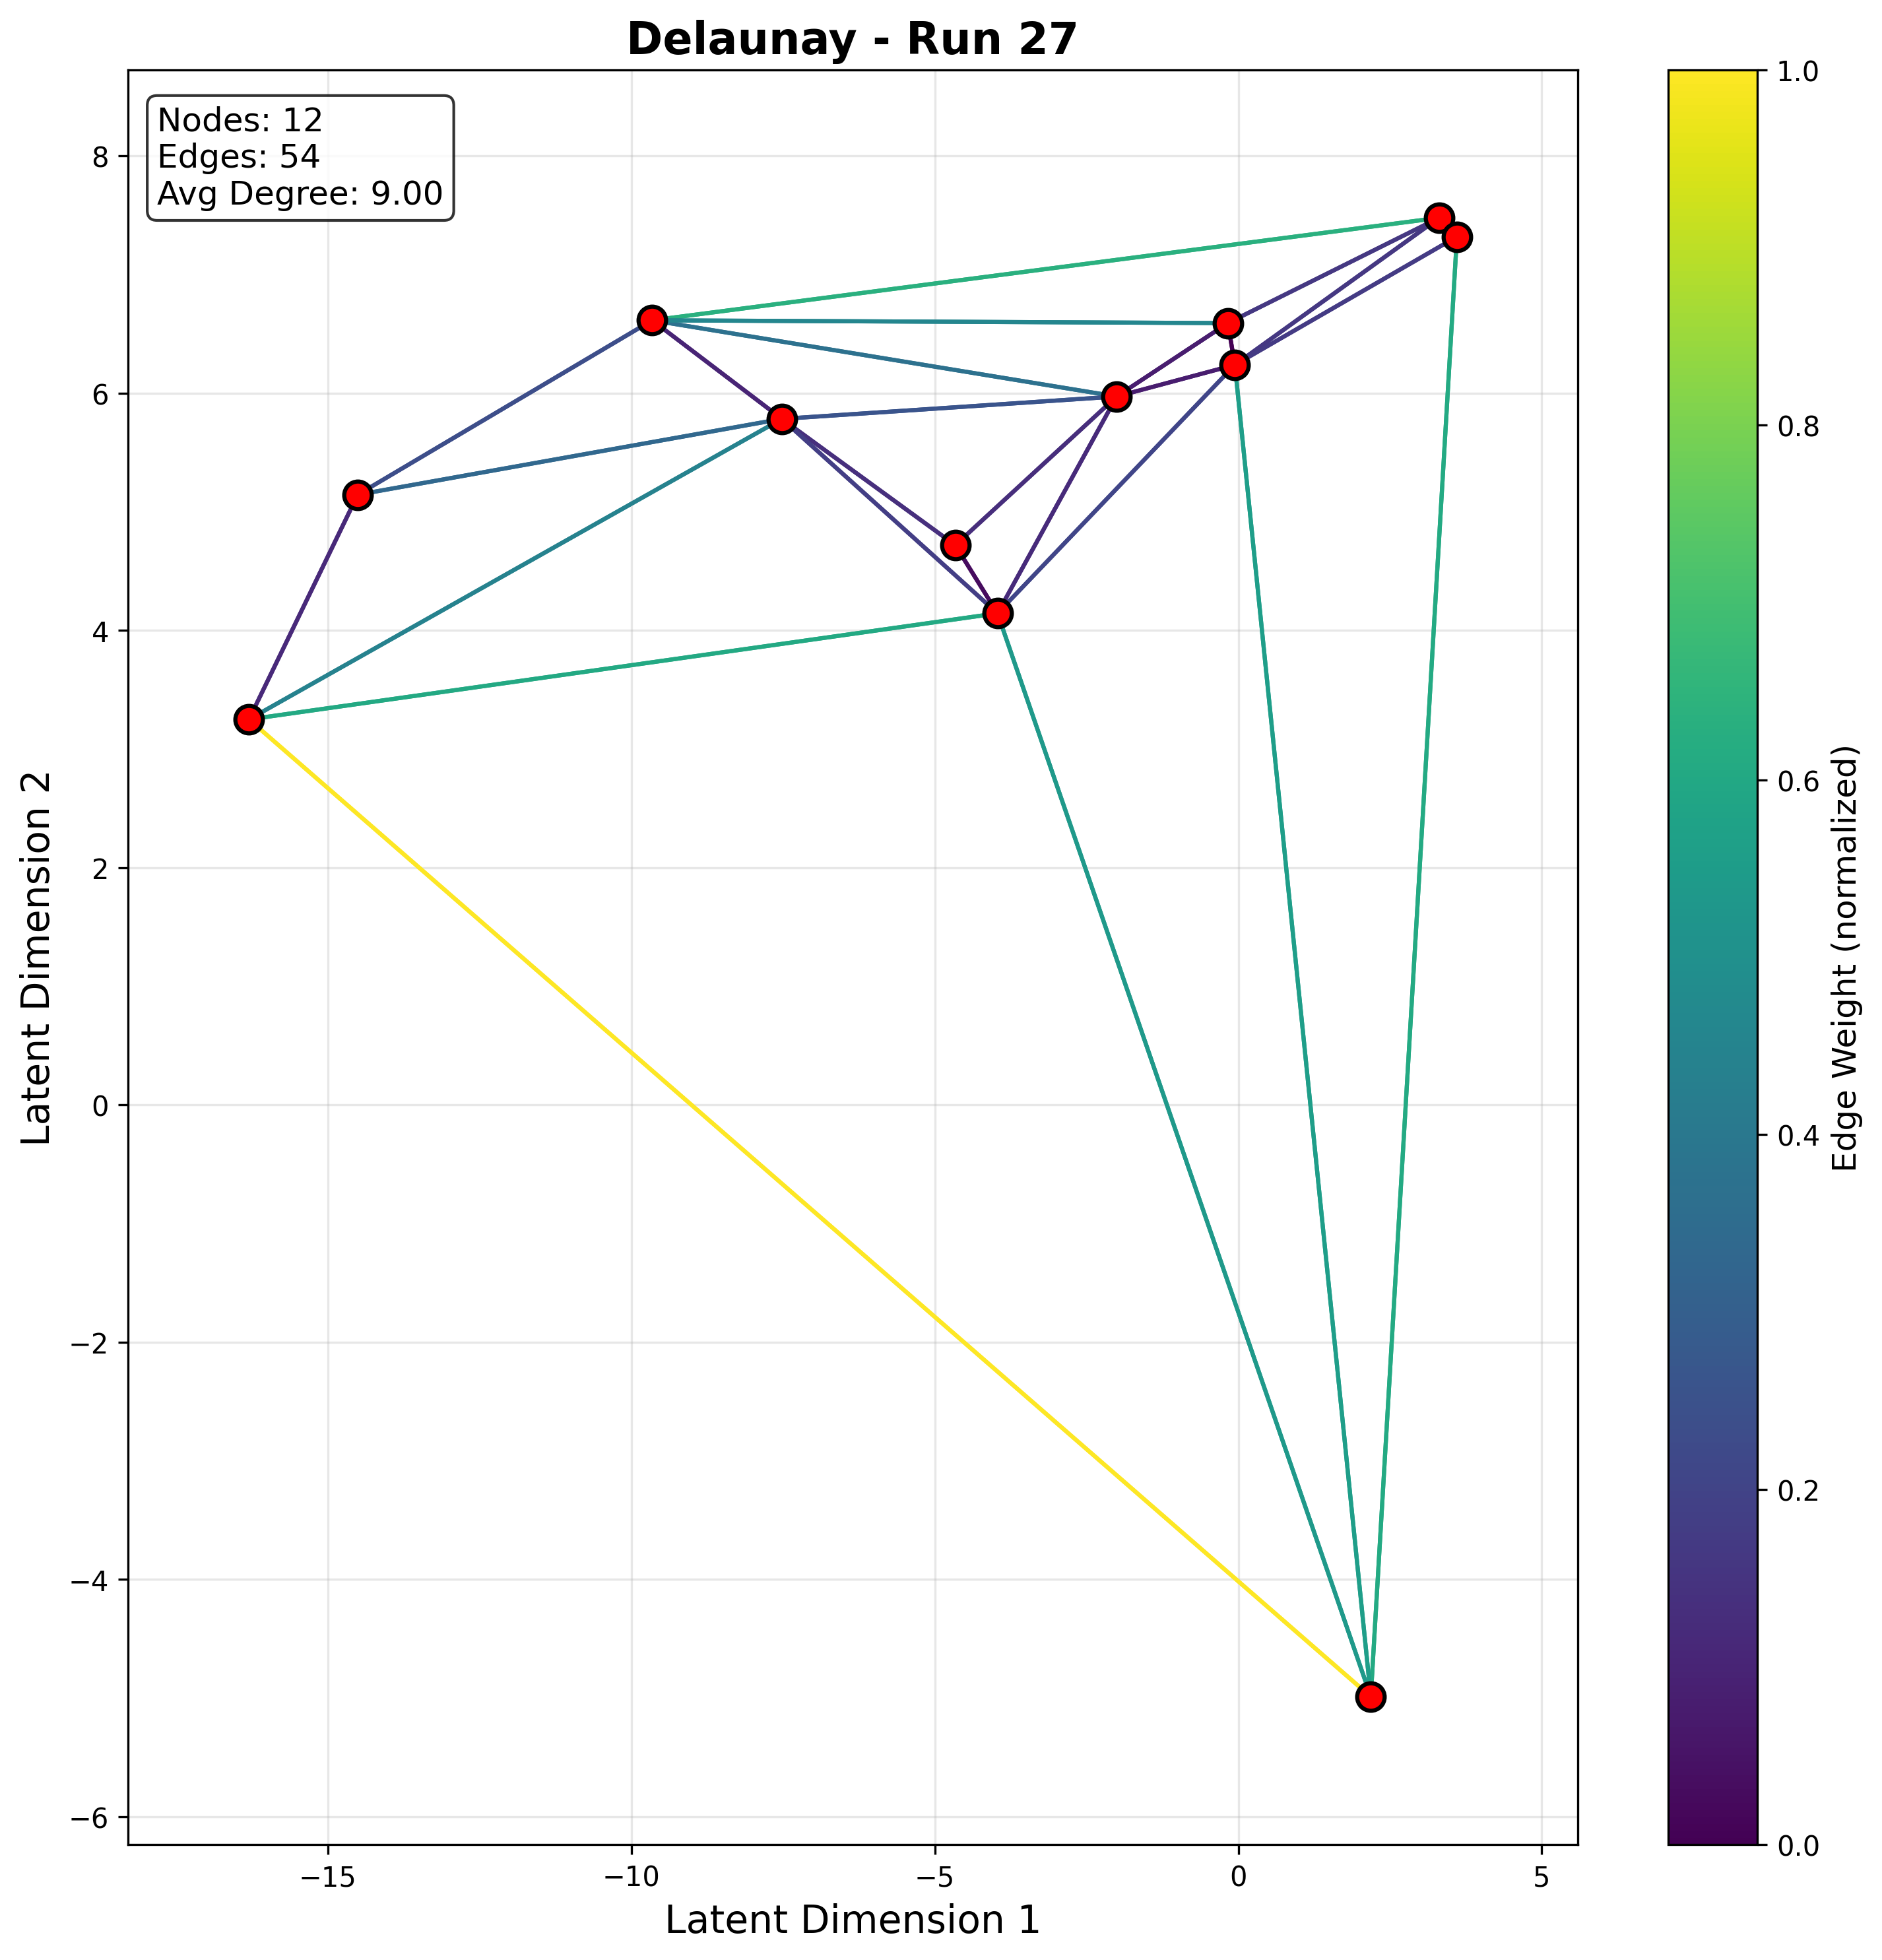 Delaunay - Run 27
Nodes: 12
Edges: 54
Avg Degree: 9.00
8
6
4
2
0
−2
−4
−6
Latent Dimension 2
−15
−10
−5
0
5
Latent Dimension 1
1.0
0.8
0.6
0.4
0.2
0.0
Edge Weight (normalized)